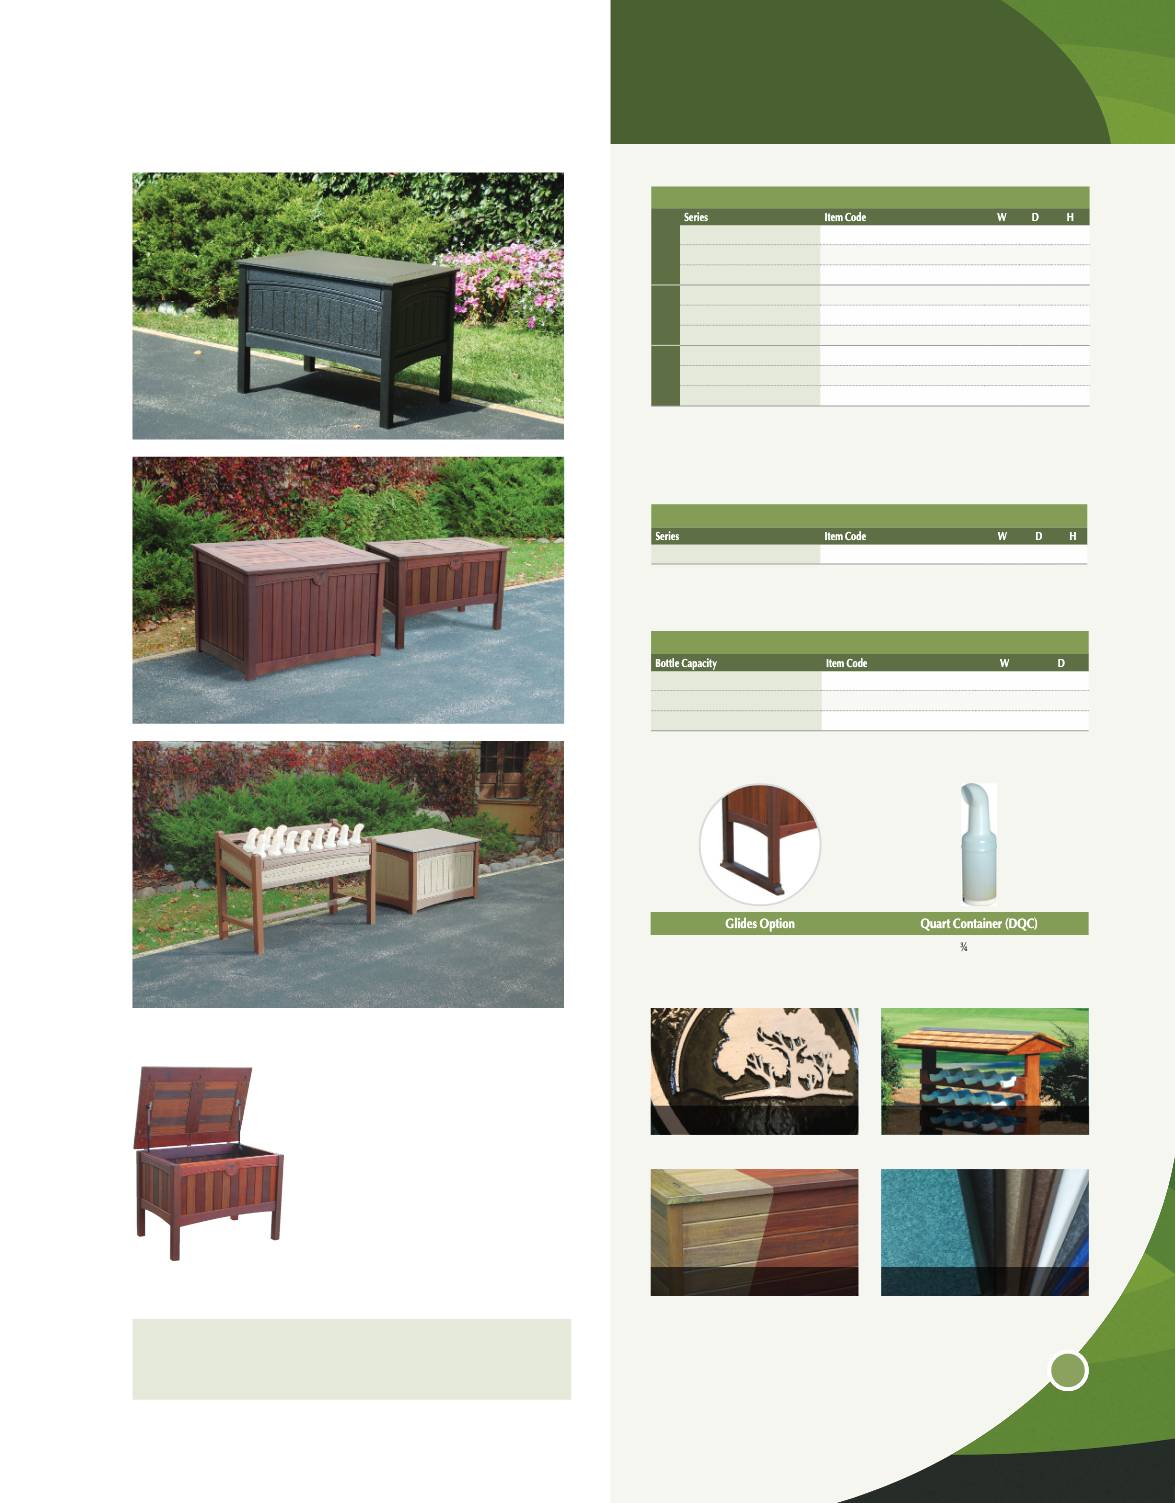 Series Item Code W D H
Series Item Code W D H
Bottle Capacity Item Code W D
Glides Option Quart Container (DQC)
¾